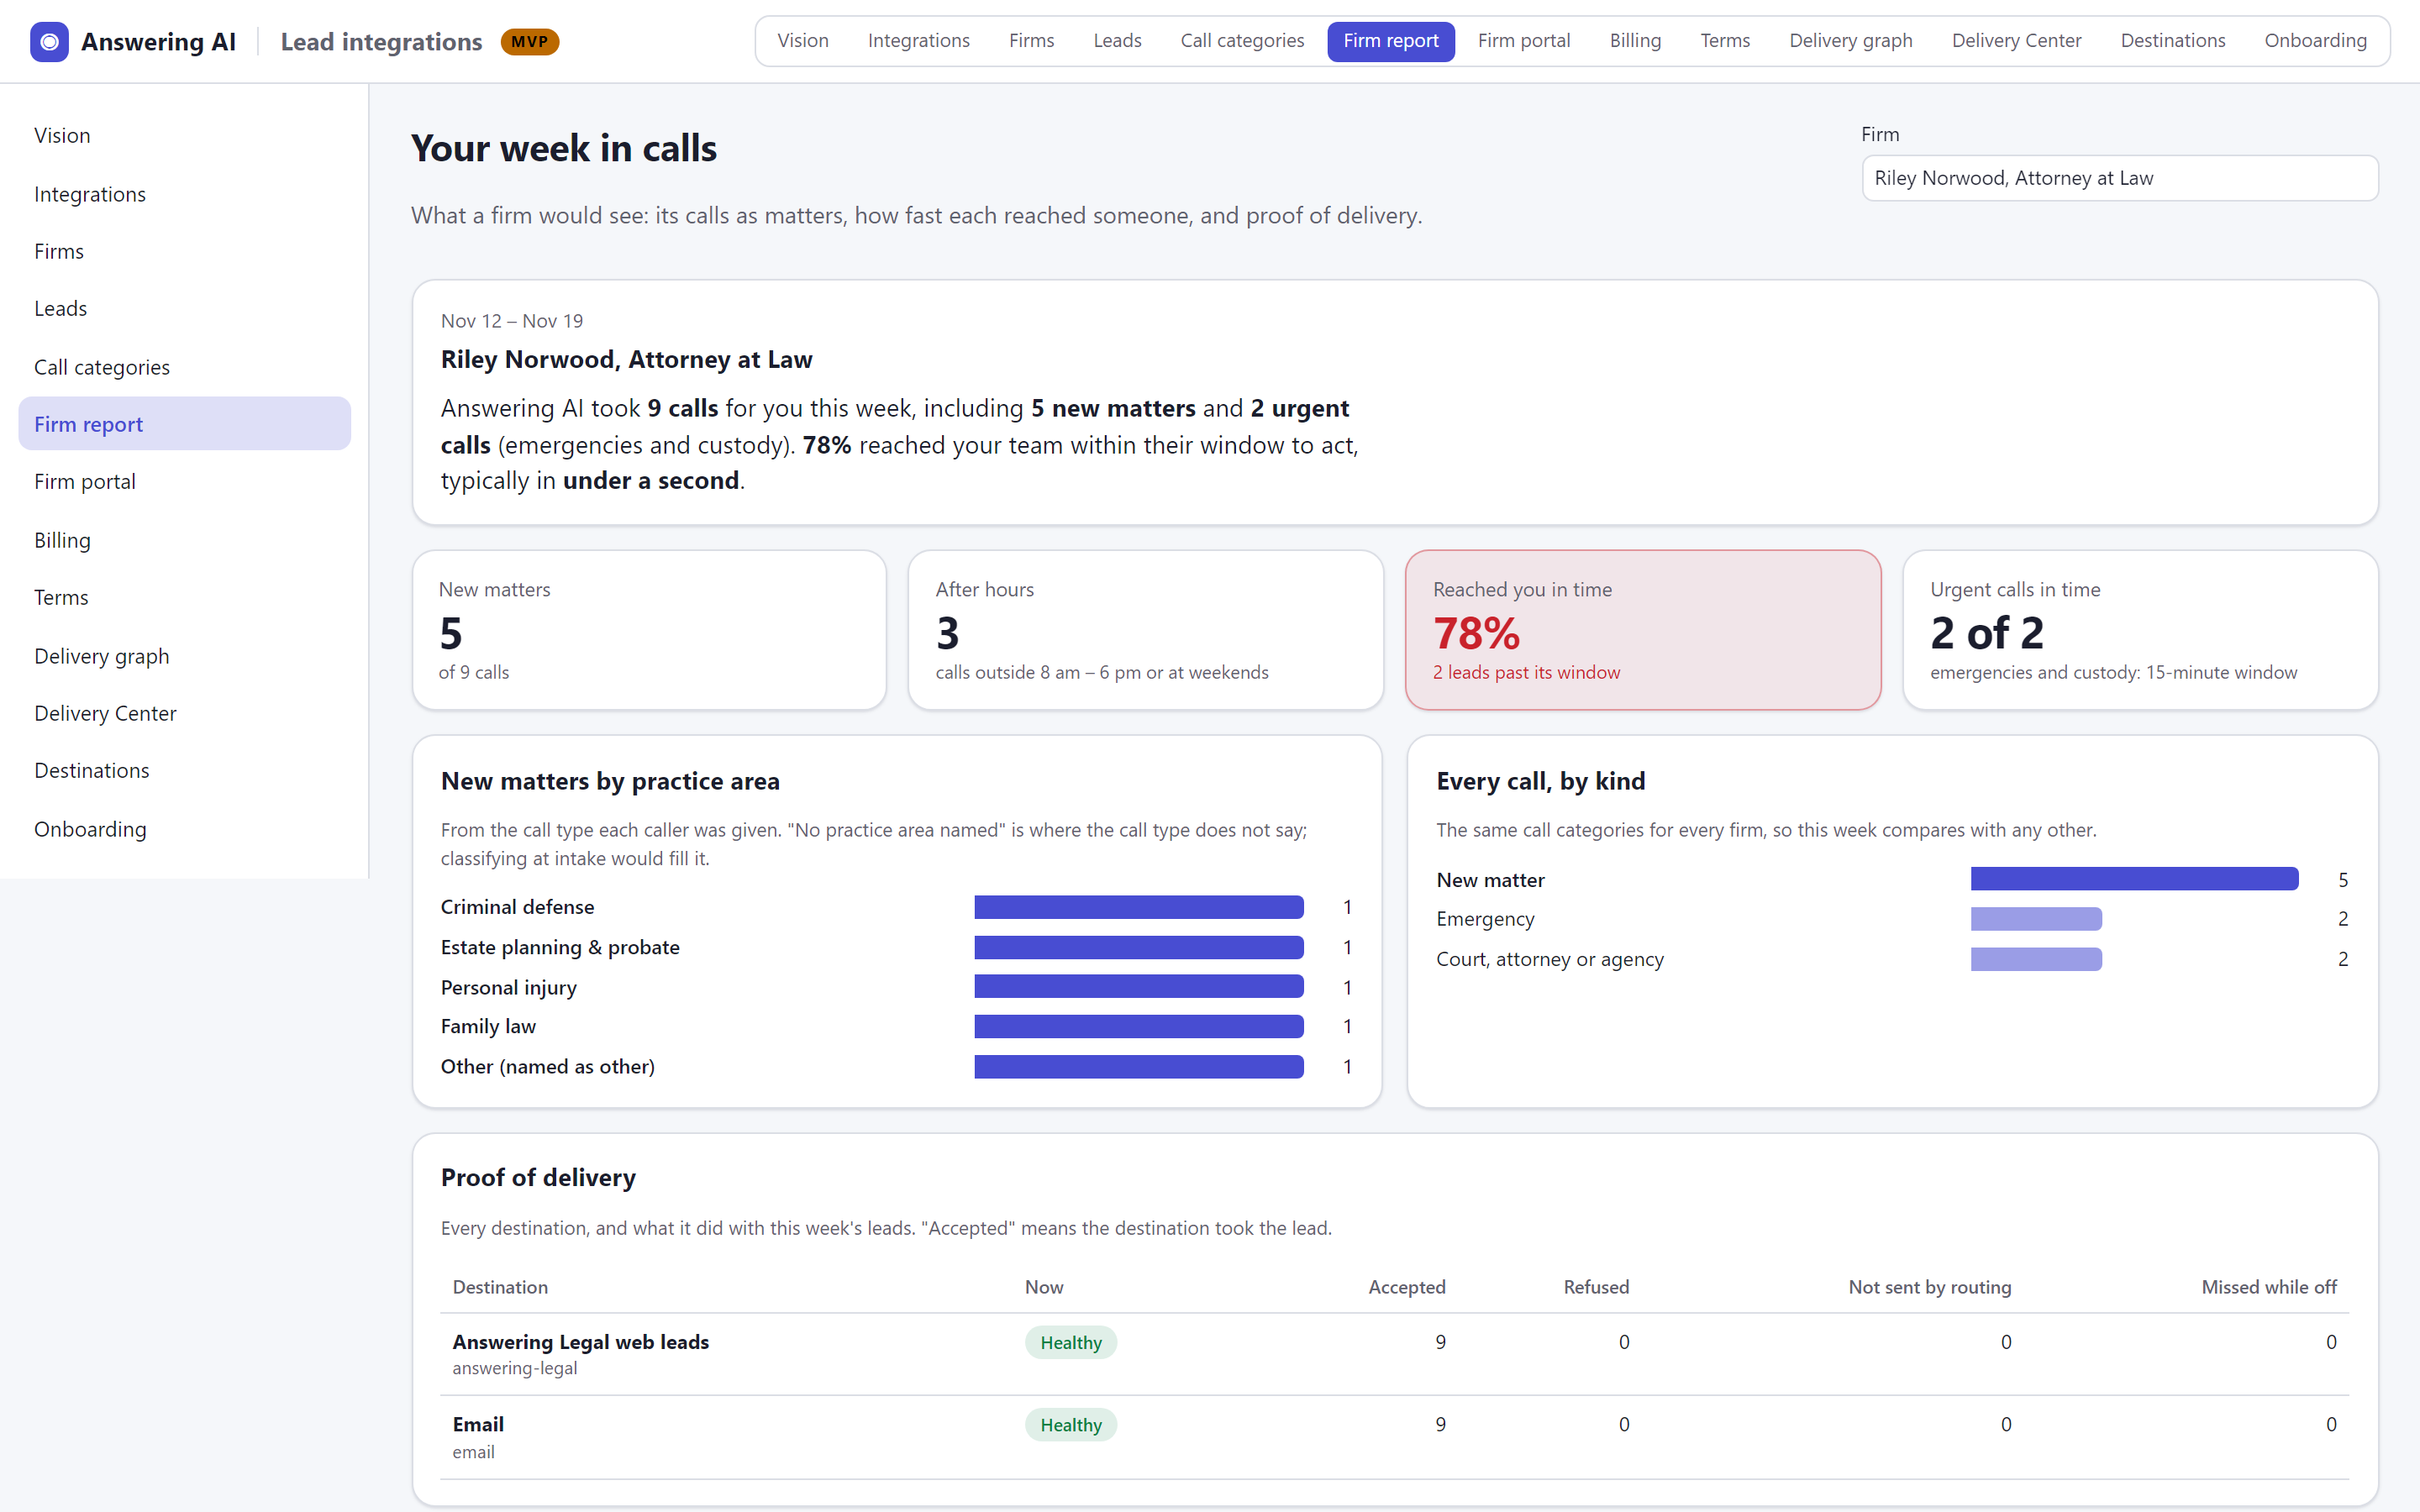 Answering AI
Lead integrations
MVP
Vision
Integrations
Firms
Leads
Call categories
Firm report
Firm portal
Billing
Terms
Delivery graph
Delivery Center
Destinations
Onboarding
Vision
Integrations
Firms
Leads
Call categories
Firm report
Firm portal
Billing
Terms
Delivery graph
Delivery Center
Destinations
Onboarding
Your week in calls
What a firm would see: its calls as matters, how fast each reached someone, and proof of delivery.
Firm
Riley Norwood, Attorney at Law
Nov 12 – Nov 19
Riley Norwood, Attorney at Law
Answering AI took 9 calls for you this week, including 5 new matters and 2 urgent
calls (emergencies and custody). 78% reached your team within their window to act,
typically in under a second.
New matters
5
of 9 calls
After hours
3
calls outside 8 am – 6 pm or at weekends
Reached you in time
78%
2 leads past its window
Urgent calls in time
2 of 2
emergencies and custody: 15-minute window
New matters by practice area
From the call type each caller was given. "No practice area named" is where the call type does not say;
classifying at intake would fill it.
Criminal defense 1
Estate planning & probate 1
Personal injury 1
Family law 1
Other (named as other) 1
Every call, by kind
The same call categories for every firm, so this week compares with any other.
New matter 5
Emergency 2
Court, attorney or agency 2
Proof of delivery
Every destination, and what it did with this week's leads. "Accepted" means the destination took the lead.
Destination Now Accepted Refused Not sent by routing Missed while off
Answering Legal web leads Healthy 9 0 0 0
answering-legal
Email Healthy 9 0 0 0
email